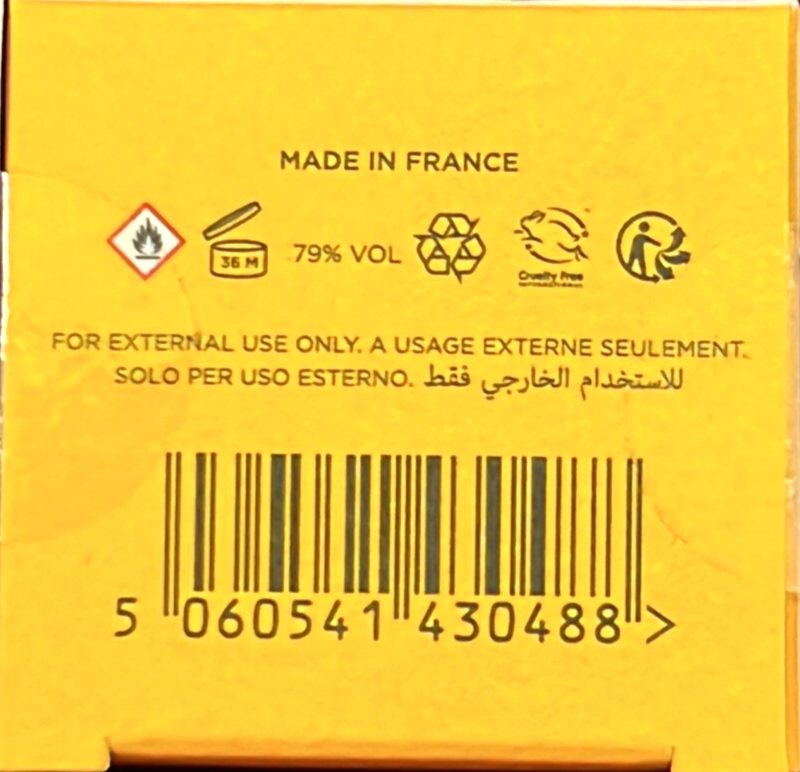 MADE IN FRANCE
36 M 79% VOL
Cruelty Free
FOR EXTERNAL USE ONLY. A USAGE EXTERNE SEULEMENT.
SOLO PER USO ESTERNO. للاستخدام الخارجي فقط
5 060541 430488 >